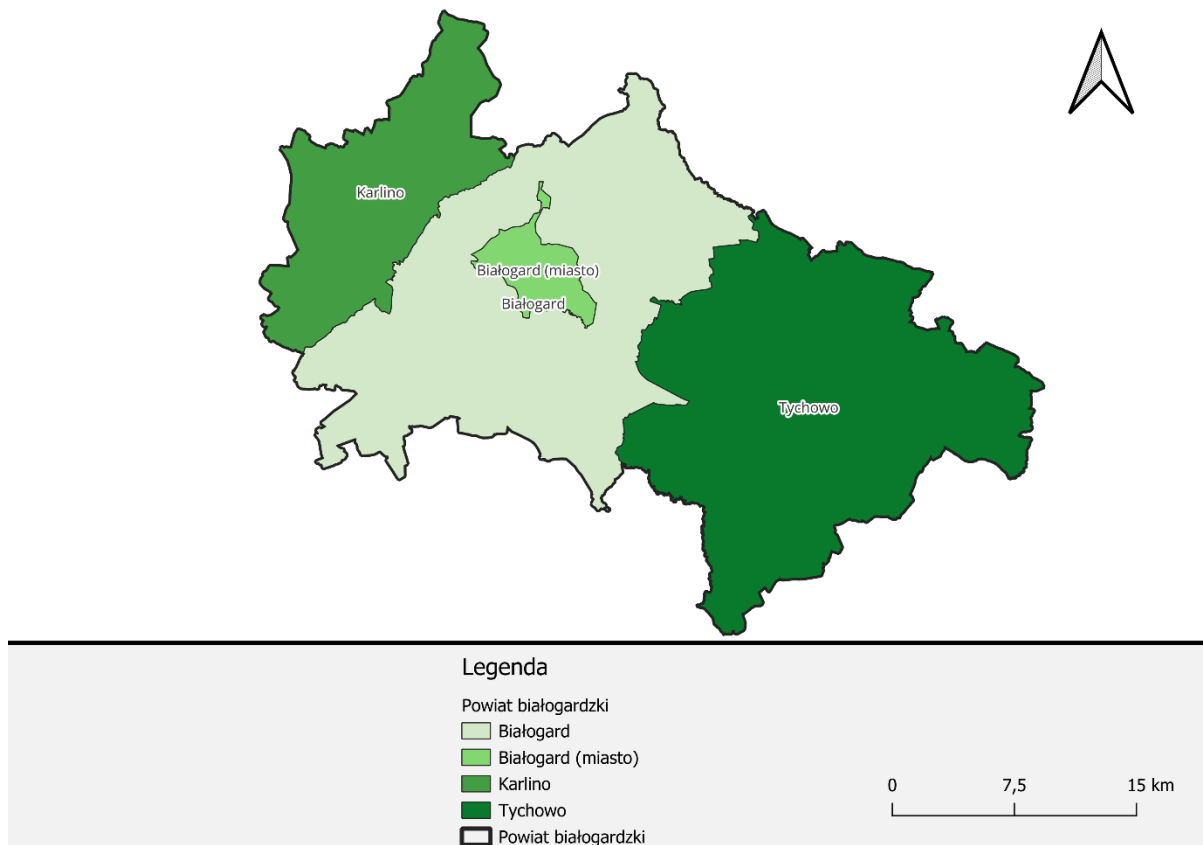 Karlino
Białogard (miasto)
Białogard
Tychowo
Legenda
Powiat białogardzki
Białogard
Białogard (miasto)
Karlino
Tychowo
Powiat białogardzki
0 7,5 15 km